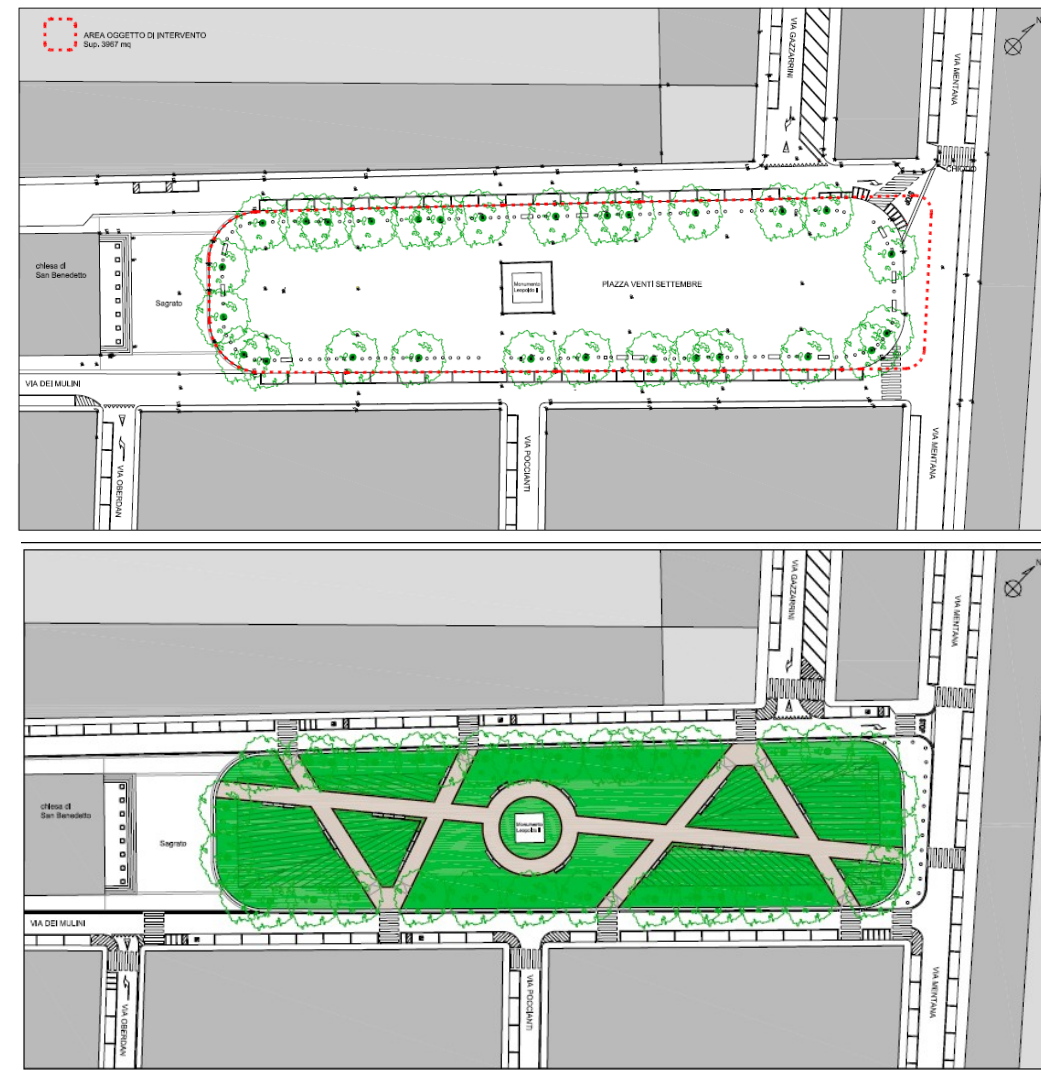 AREA OGGETTO DI INTERVENTO
Sup. 3967 mq
VIA GAZZARRINI
VIA MENTANA
N
CHIOSCO
chiesa di
San Benedetto
Sagrato
Monumento
Leopoldo II
PIAZZA VENTI SETTEMBRE
VIA DEI MULINI
VIA OBERDAN
VIA POCCIANTI
VIA MENTANA
VIA GAZZARRINI
VIA MENTANA
N
chiesa di
San Benedetto
Sagrato
Monumento
Leopoldo II
VIA DEI MULINI
VIA OBERDAN
VIA POCCIANTI
VIA MENTANA